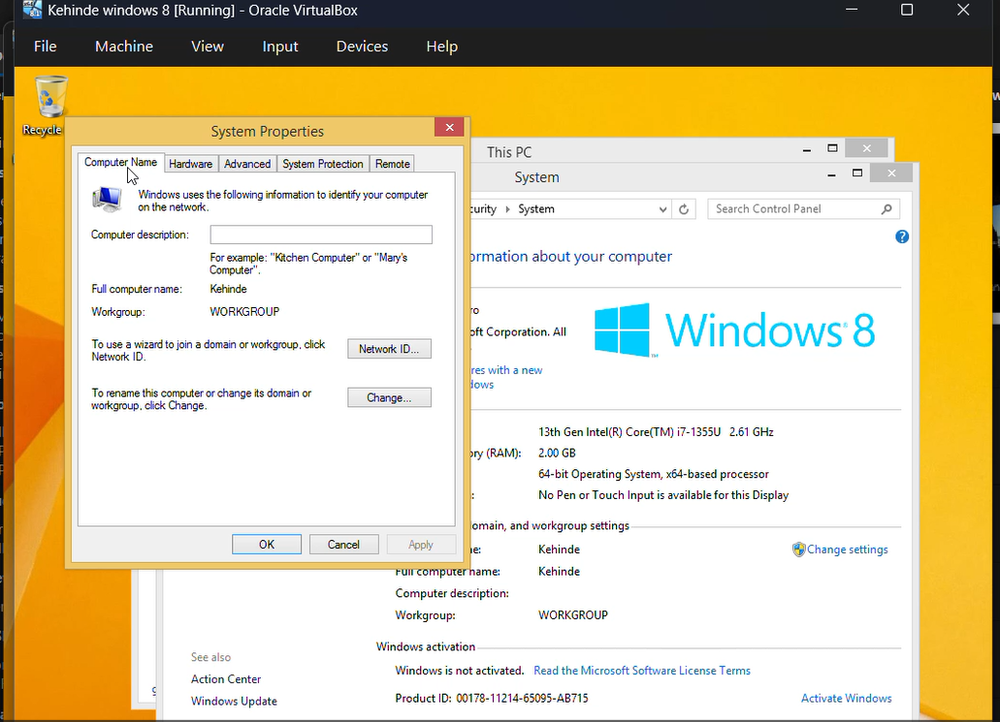 Kehinde windows 8 [Running] - Oracle VirtualBox
File Machine View Input Devices Help
Recycle
System Properties
Computer Name Hardware Advanced System Protection Remote
Windows uses the following information to identify your computer
on the network.
Computer description:
For example: "Kitchen Computer" or "Mary's
Computer".
Full computer name: Kehinde
Workgroup: WORKGROUP
To use a wizard to join a domain or workgroup, click
Network ID.
Network ID...
To rename this computer or change its domain or
workgroup, click Change.
Change...
OK Cancel Apply
This PC
System
System
Search Control Panel
about your computer
Corporation. All
Windows 8
with a new
13th Gen Intel(R) Core(TM) i7-1355U 2.61 GHz
(RAM): 2.00 GB
64-bit Operating System, x64-based processor
No Pen or Touch Input is available for this Display
and workgroup settings
Kehinde
Change settings
Full computer name: Kehinde
Computer description:
Workgroup: WORKGROUP
Windows activation
Windows is not activated. Read the Microsoft Software License Terms
Product ID: 00178-11214-65095-AB715
Activate Windows
See also
Action Center
Windows Update